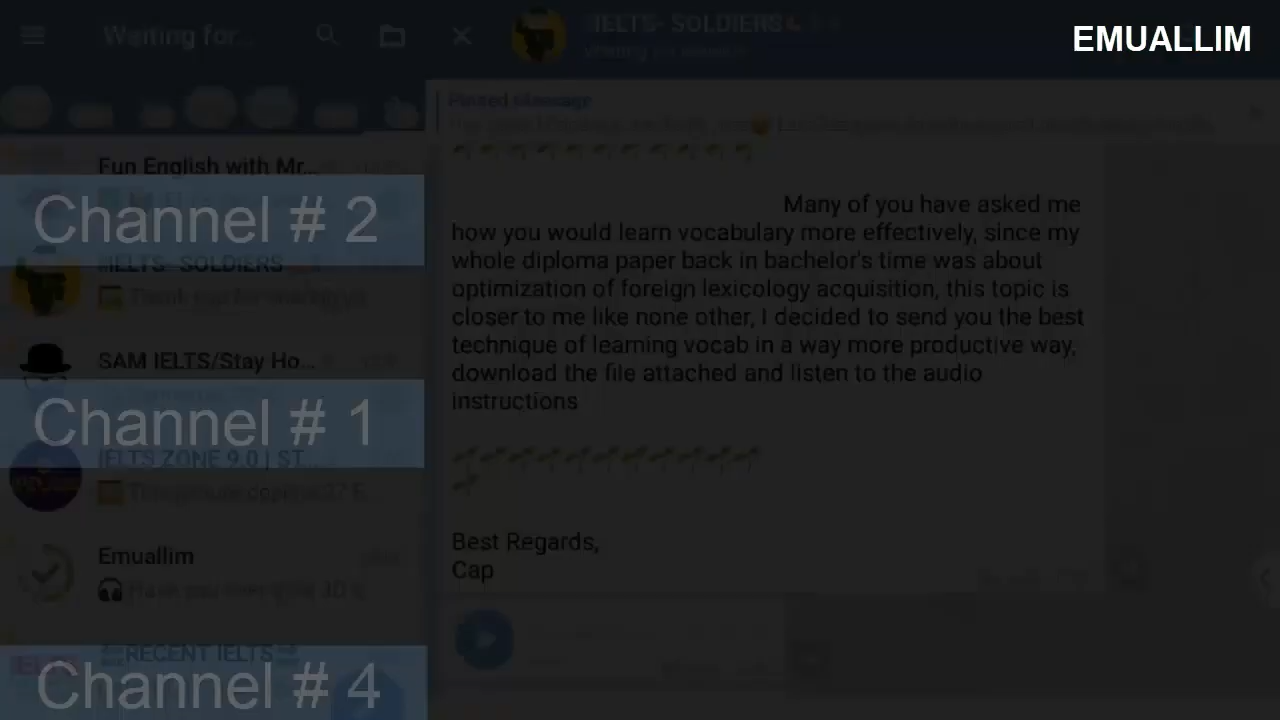 Waiting for...
IELTS- SOLDIERS
EMUALLIM
Pinned Message
Fun English with Mr...
Channel # 2
IELTS- SOLDIERS
Thank you for sharing yo
SAM IELTS/Stay Ho...
Channel # 1
IELTS ZONE 9.0 | ST...
Emuallim
RECENT IELTS
Channel # 4
Many of you have asked me
how you would learn vocabulary more effectively, since my
whole diploma paper back in bachelor's time was about
optimization of foreign lexicology acquisition, this topic is
closer to me like none other, I decided to send you the best
technique of learning vocab in a way more productive way,
download the file attached and listen to the audio
instructions
Best Regards,
Cap